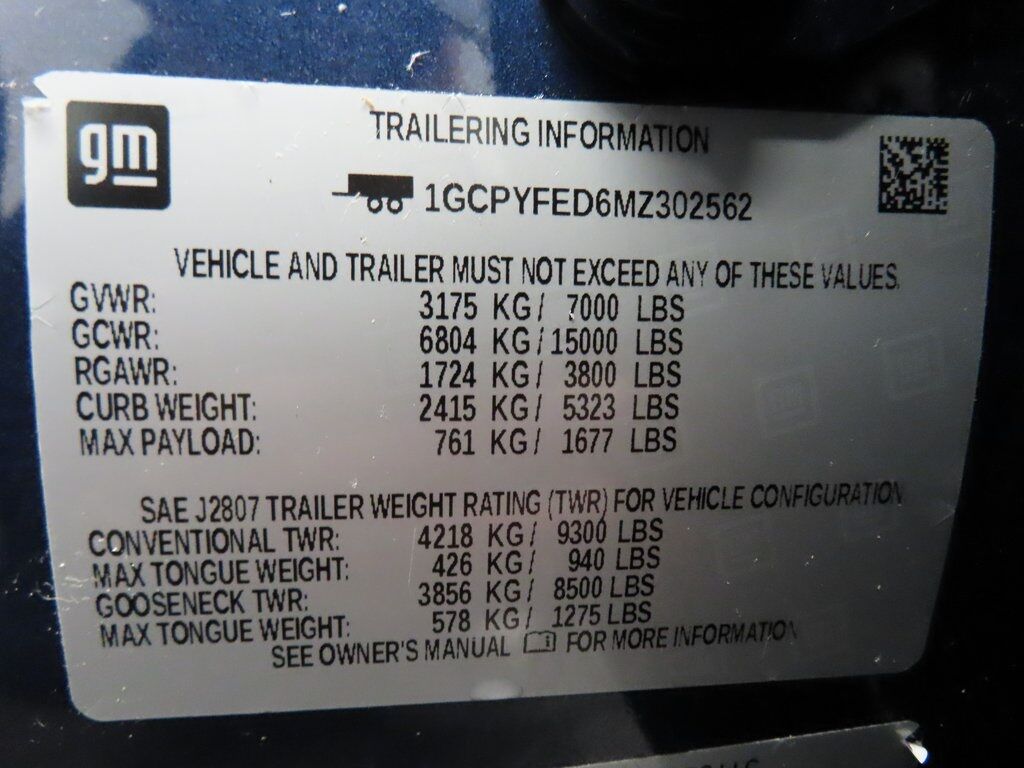 gm
TRAILERING INFORMATION
1GCPYFED6MZ302562
VEHICLE AND TRAILER MUST NOT EXCEED ANY OF THESE VALUES.
GVWR: 3175 KG/ 7000 LBS
GCWR: 6804 KG/ 15000 LBS
RGAWR: 1724 KG/ 3800 LBS
CURB WEIGHT: 2415 KG/ 5323 LBS
MAX PAYLOAD: 761 KG/ 1677 LBS
SAE J2807 TRAILER WEIGHT RATING (TWR) FOR VEHICLE CONFIGURATION
CONVENTIONAL TWR: 4218 KG/ 9300 LBS
MAX TONGUE WEIGHT: 426 KG/ 940 LBS
GOOSENECK TWR: 3856 KG/ 8500 LBS
MAX TONGUE WEIGHT: 578 KG/ 1275 LBS
SEE OWNER'S MANUAL FOR MORE INFORMATION